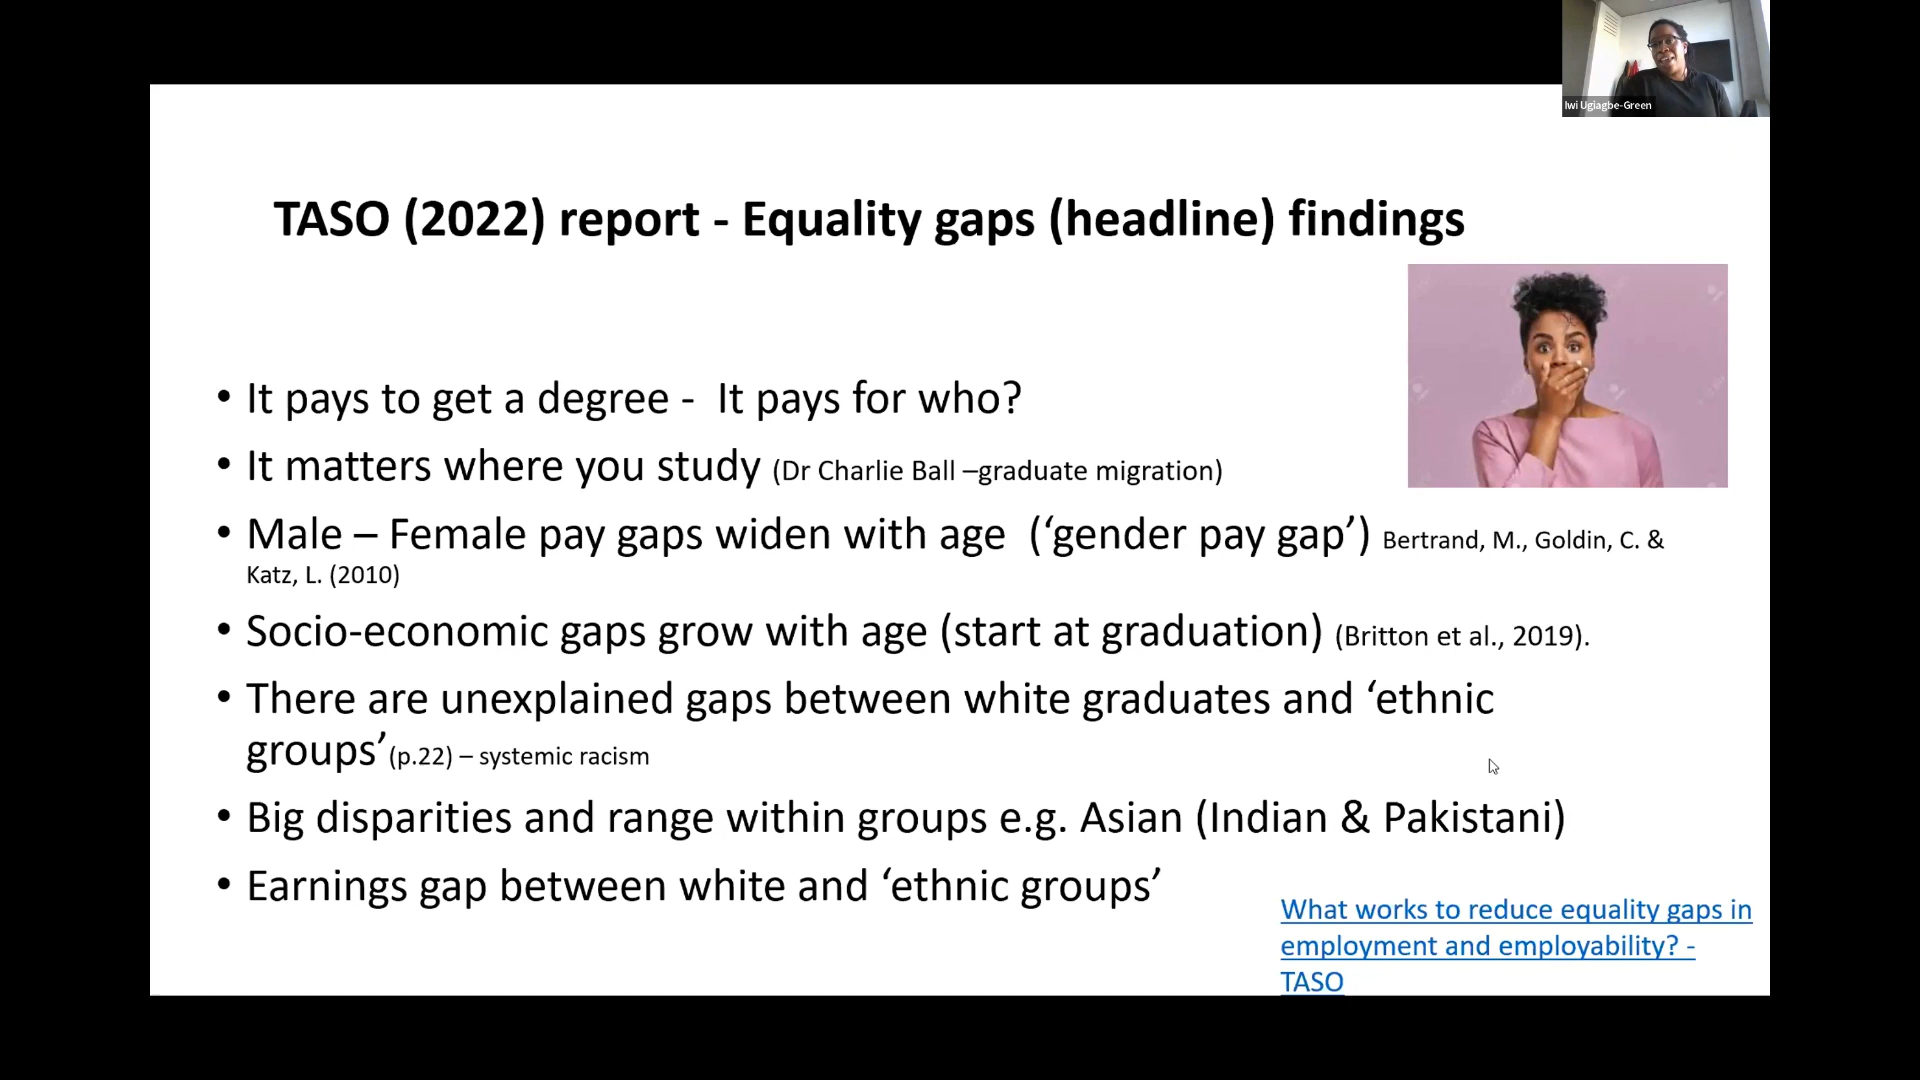 Iwi Ugiagbe-Green
TASO (2022) report - Equality gaps (headline) findings
• It pays to get a degree - It pays for who?
• It matters where you study (Dr Charlie Ball –graduate migration)
• Male – Female pay gaps widen with age (‘gender pay gap’) Bertrand, M., Goldin, C. &
Katz, L. (2010)
• Socio-economic gaps grow with age (start at graduation) (Britton et al., 2019).
• There are unexplained gaps between white graduates and ‘ethnic
groups’(p.22) – systemic racism
• Big disparities and range within groups e.g. Asian (Indian & Pakistani)
• Earnings gap between white and ‘ethnic groups’
What works to reduce equality gaps in
employment and employability? -
TASO